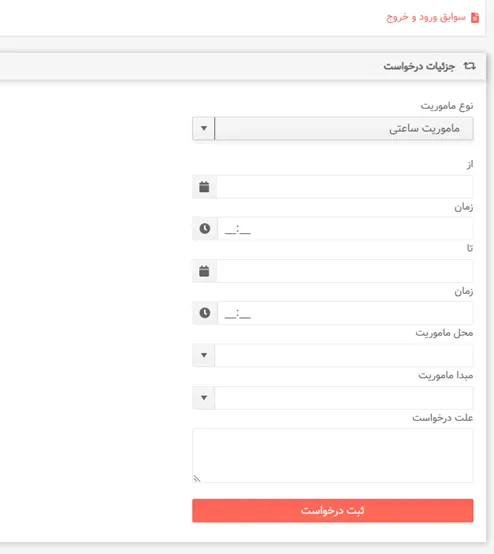 سوابق ورود و خروج
جزئیات درخواست
نوع ماموریت
ماموریت ساعتی
از
زمان
__:__
تا
زمان
__:__
محل ماموریت
مبدا ماموریت
علت درخواست
ثبت درخواست